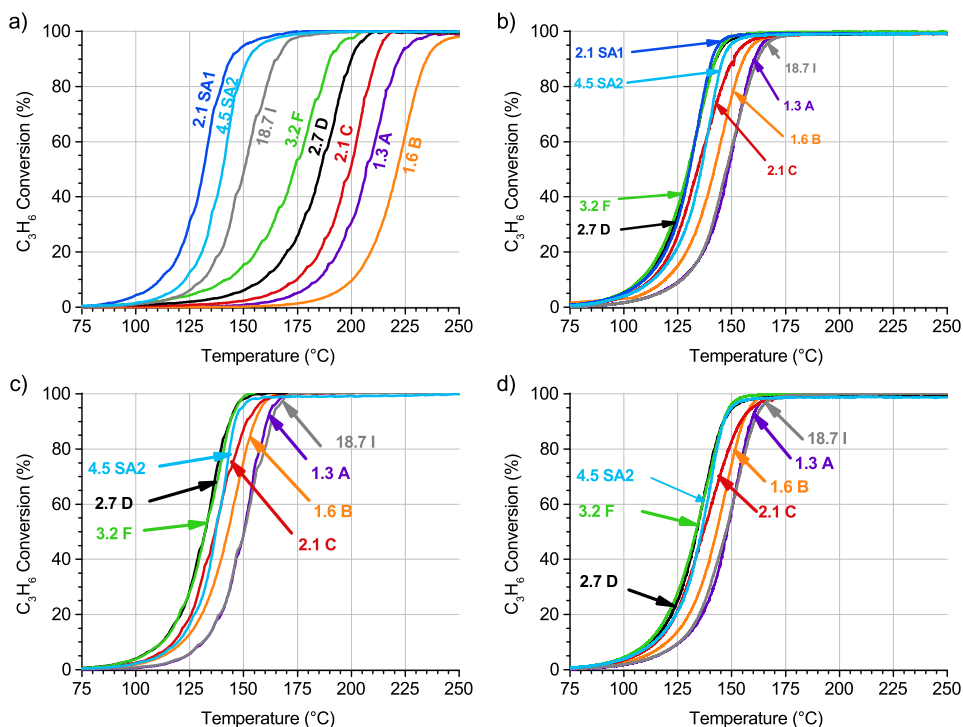 a)
C3H6 Conversion (%)
100
80
60
40
20
0
2.1 SA1
4.5 SA2
18.7 I
3.2 F
2.7 D
2.1 C
1.3 A
1.6 B
75 100 125 150 175 200 225 250
Temperature (°C)
b)
C3H6 Conversion (%)
100
80
60
40
20
0
2.1 SA1
4.5 SA2
18.7 I
1.3 A
1.6 B
2.1 C
3.2 F
2.7 D
75 100 125 150 175 200 225 250
Temperature (°C)
c)
C3H6 Conversion (%)
100
80
60
40
20
0
18.7 I
4.5 SA2
1.3 A
2.7 D
1.6 B
3.2 F
2.1 C
75 100 125 150 175 200 225 250
Temperature (°C)
d)
C3H6 Conversion (%)
100
80
60
40
20
0
18.7 I
1.3 A
4.5 SA2
1.6 B
3.2 F
2.1 C
2.7 D
75 100 125 150 175 200 225 250
Temperature (°C)